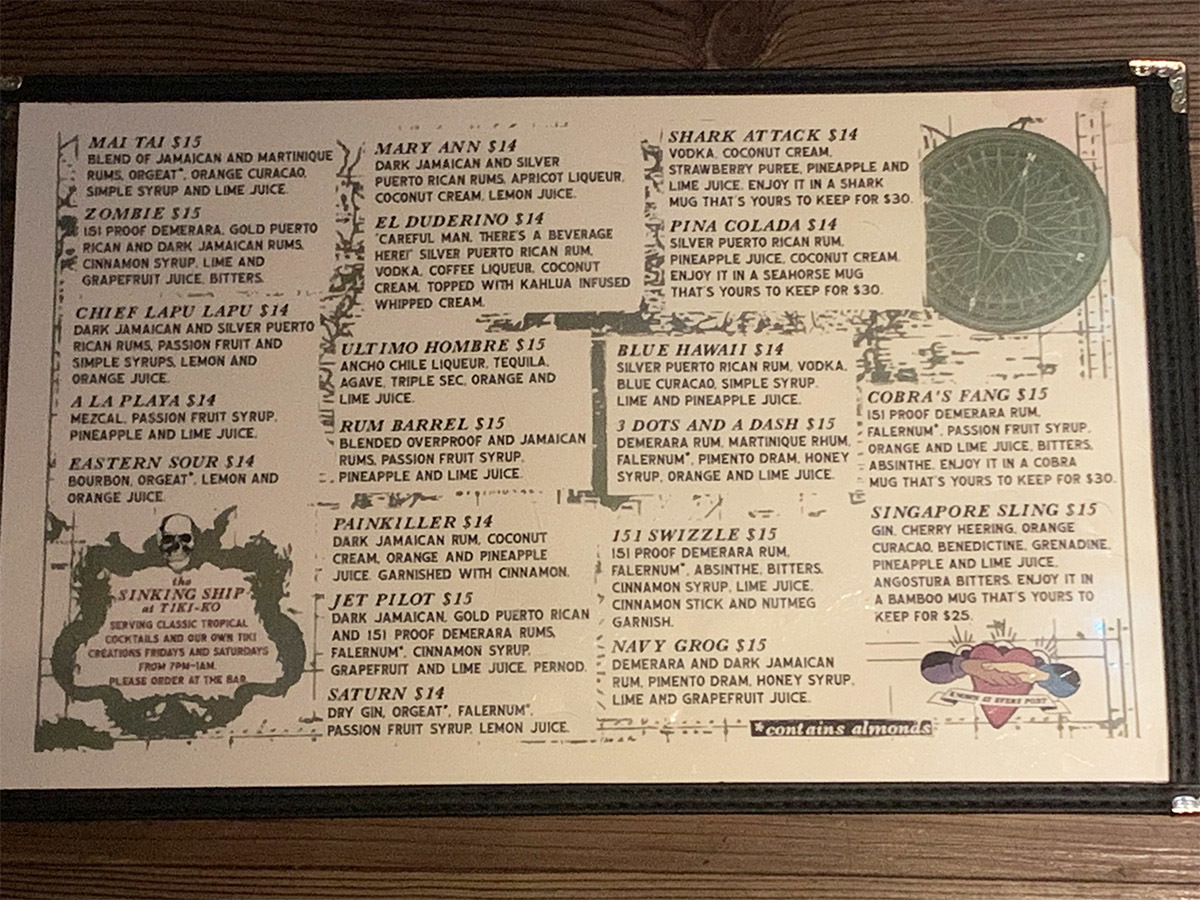 MAI TAI $15
BLEND OF JAMAICAN AND MARTINIQUE
RUMS, ORGEAT*, ORANGE CURACAO,
SIMPLE SYRUP AND LIME JUICE.
ZOMBIE $15
151 PROOF DEMERARA, GOLD PUERTO
RICAN AND DARK JAMAICAN RUMS,
CINNAMON SYRUP, LIME AND
GRAPEFRUIT JUICE, BITTERS.
CHIEF LAPU LAPU $14
DARK JAMAICAN AND SILVER PUERTO
RICAN RUMS, PASSION FRUIT AND
SIMPLE SYRUPS, LEMON AND
ORANGE JUICE.
A LA PLAYA $14
MEZCAL, PASSION FRUIT SYRUP,
PINEAPPLE AND LIME JUICE.
EASTERN SOUR $14
BOURBON, ORGEAT*, LEMON AND
ORANGE JUICE.
the
SINKING SHIP
at TIKI-KO
SERVING CLASSIC TROPICAL
COCKTAILS AND OUR OWN TIKI
CREATIONS FRIDAYS AND SATURDAYS
FROM 7PM-1AM.
PLEASE ORDER AT THE BAR
MARY ANN $14
DARK JAMAICAN AND SILVER
PUERTO RICAN RUMS, APRICOT LIQUEUR,
COCONUT CREAM, LEMON JUICE.
EL DUDERINO $14
"CAREFUL MAN, THERE'S A BEVERAGE
HERE!" SILVER PUERTO RICAN RUM,
VODKA, COFFEE LIQUEUR, COCONUT
CREAM, TOPPED WITH KAHLUA INFUSED
WHIPPED CREAM.
ULTIMO HOMBRE $15
ANCHO CHILE LIQUEUR, TEQUILA,
AGAVE, TRIPLE SEC, ORANGE AND
LIME JUICE.
RUM BARREL $15
BLENDED OVERPROOF AND JAMAICAN
RUMS, PASSION FRUIT SYRUP,
PINEAPPLE AND LIME JUICE.
PAINKILLER $14
DARK JAMAICAN RUM, COCONUT
CREAM, ORANGE AND PINEAPPLE
JUICE. GARNISHED WITH CINNAMON.
JET PILOT $15
DARK JAMAICAN, GOLD PUERTO RICAN
AND 151 PROOF DEMERARA RUMS,
FALERNUM*, CINNAMON SYRUP,
GRAPEFRUIT AND LIME JUICE, PERNOD.
SATURN $14
DRY GIN, ORGEAT*, FALERNUM*,
PASSION FRUIT SYRUP, LEMON JUICE.
SHARK ATTACK $14
VODKA, COCONUT CREAM,
STRAWBERRY PUREE, PINEAPPLE AND
LIME JUICE. ENJOY IT IN A SHARK
MUG THAT'S YOURS TO KEEP FOR $30.
PINA COLADA $14
SILVER PUERTO RICAN RUM,
PINEAPPLE JUICE, COCONUT CREAM.
ENJOY IT IN A SEAHORSE MUG
THAT'S YOURS TO KEEP FOR $30.
BLUE HAWAII $14
SILVER PUERTO RICAN RUM, VODKA,
BLUE CURACAO, SIMPLE SYRUP,
LIME AND PINEAPPLE JUICE.
3 DOTS AND A DASH $15
DEMERARA RUM, MARTINIQUE RHUM,
FALERNUM*, PIMENTO DRAM, HONEY
SYRUP, ORANGE AND LIME JUICE.
151 SWIZZLE $15
151 PROOF DEMERARA RUM,
FALERNUM*, ABSINTHE, BITTERS,
CINNAMON SYRUP, LIME JUICE,
CINNAMON STICK AND NUTMEG
GARNISH.
NAVY GROG $15
DEMERARA AND DARK JAMAICAN
RUM, PIMENTO DRAM, HONEY SYRUP,
LIME AND GRAPEFRUIT JUICE.
*contains almonds
COBRA'S FANG $15
151 PROOF DEMERARA RUM,
FALERNUM*, PASSION FRUIT SYRUP,
ORANGE AND LIME JUICE, BITTERS,
ABSINTHE. ENJOY IT IN A COBRA
MUG THAT'S YOURS TO KEEP FOR $30.
SINGAPORE SLING $15
GIN, CHERRY HEERING, ORANGE
CURACAO, BENEDICTINE, GRENADINE,
PINEAPPLE AND LIME JUICE,
ANGOSTURA BITTERS. ENJOY IT IN
A BAMBOO MUG THAT'S YOURS TO
KEEP FOR $25.
EVERY PORT